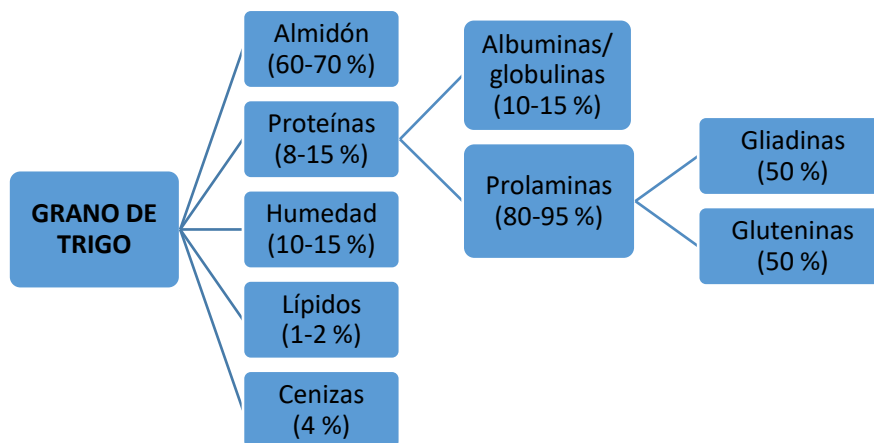 GRANO DE
TRIGO
Almidón
(60-70 %)
Proteínas
(8-15 %)
Humedad
(10-15 %)
Lípidos
(1-2 %)
Cenizas
(4 %)
Albuminas/
globulinas
(10-15 %)
Prolaminas
(80-95 %)
Gliadinas
(50 %)
Gluteninas
(50 %)